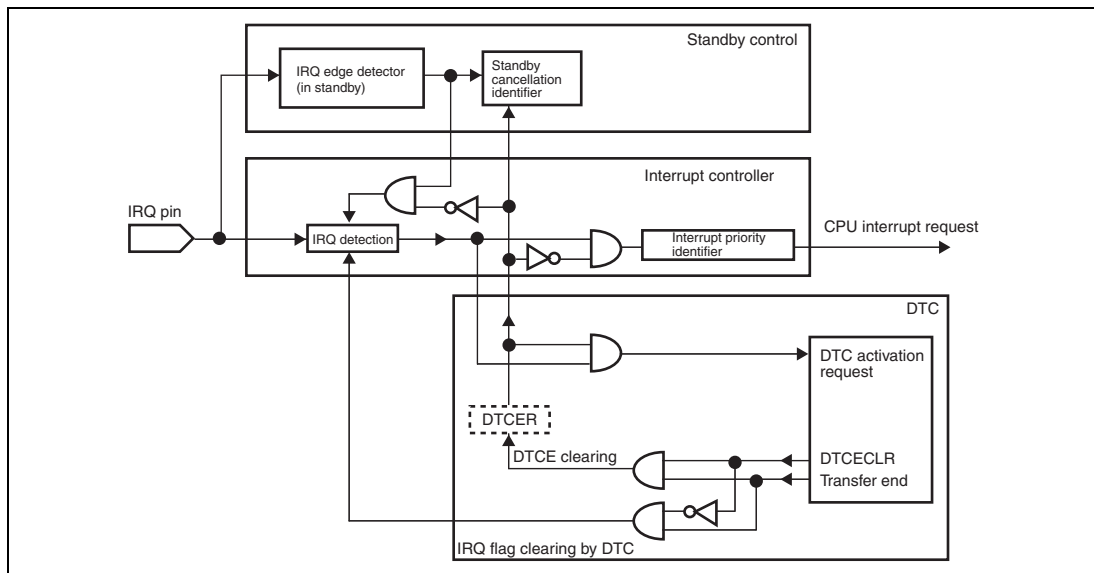 Standby control
IRQ edge detector
(in standby)
Standby
cancellation
identifier
Interrupt controller
IRQ pin
IRQ detection
Interrupt priority
identifier
CPU interrupt request
DTC
DTC activation
request
DTCER
DTCE clearing
DTCECLR
Transfer end
IRQ flag clearing by DTC